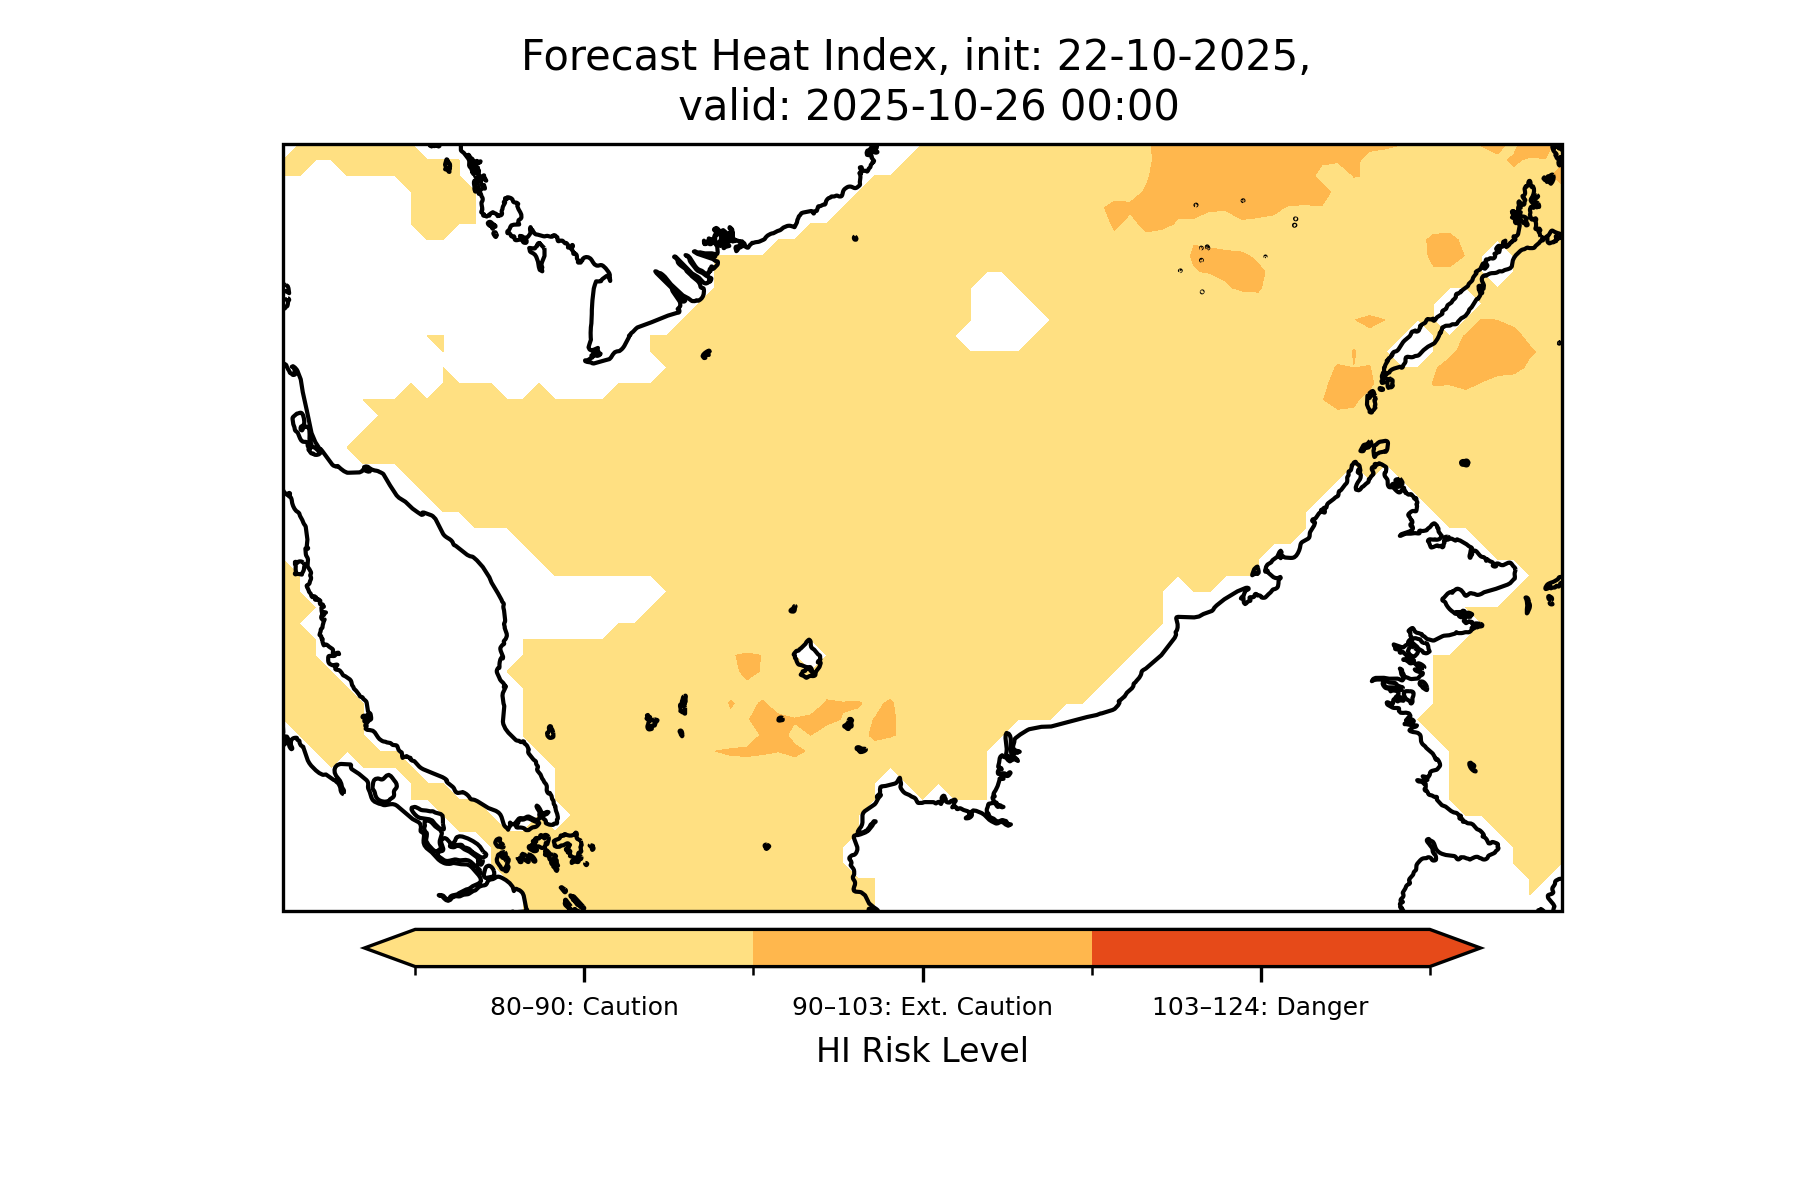 Forecast Heat Index, init: 22-10-2025,
valid: 2025-10-26 00:00
80–90: Caution
90–103: Ext. Caution
103–124: Danger
HI Risk Level